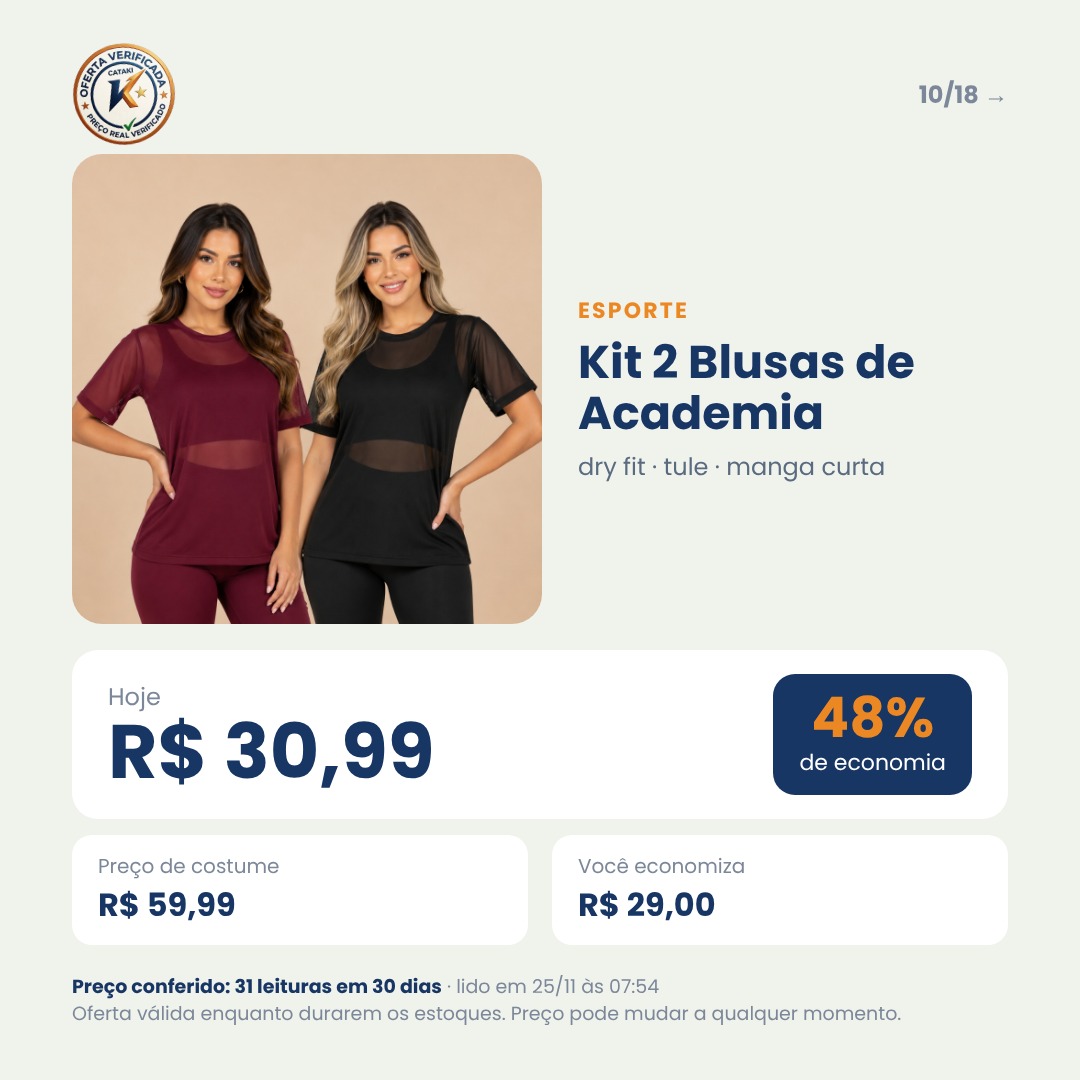 OFERTA VERIFICADA
CATAKI
K
PREÇO REAL VERIFICADO
10/18 →
ESPORTE
Kit 2 Blusas de
Academia
dry fit · tule · manga curta
Hoje
R$ 30,99
48%
de economia
Preço de costume
R$ 59,99
Você economiza
R$ 29,00
Preço conferido: 31 leituras em 30 dias · lido em 25/11 às 07:54
Oferta válida enquanto durarem os estoques. Preço pode mudar a qualquer momento.